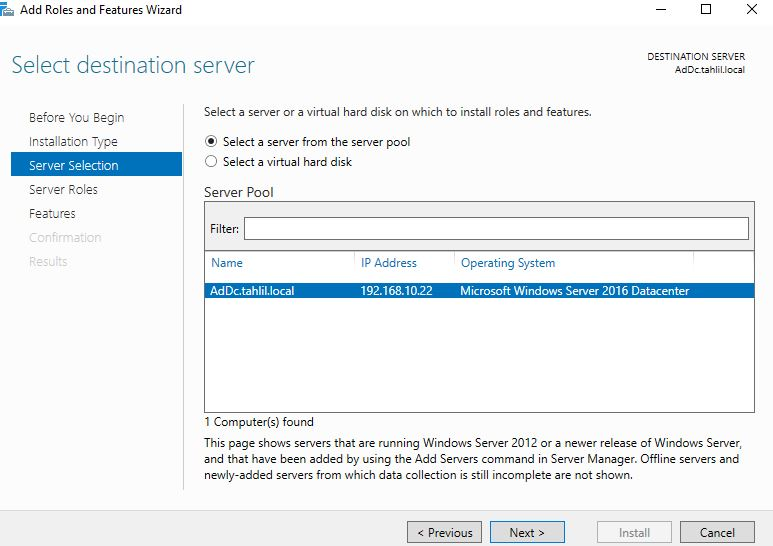 Add Roles and Features Wizard
Select destination server
DESTINATION SERVER
AdDc.tahlil.local
Before You Begin
Installation Type
Server Selection
Server Roles
Features
Confirmation
Results
Select a server or a virtual hard disk on which to install roles and features.
Select a server from the server pool
Select a virtual hard disk
Server Pool
Filter:
Name IP Address Operating System
AdDc.tahlil.local 192.168.10.22 Microsoft Windows Server 2016 Datacenter
1 Computer(s) found
This page shows servers that are running Windows Server 2012 or a newer release of Windows Server,
and that have been added by using the Add Servers command in Server Manager. Offline servers and
newly-added servers from which data collection is still incomplete are not shown.
< Previous Next > Install Cancel